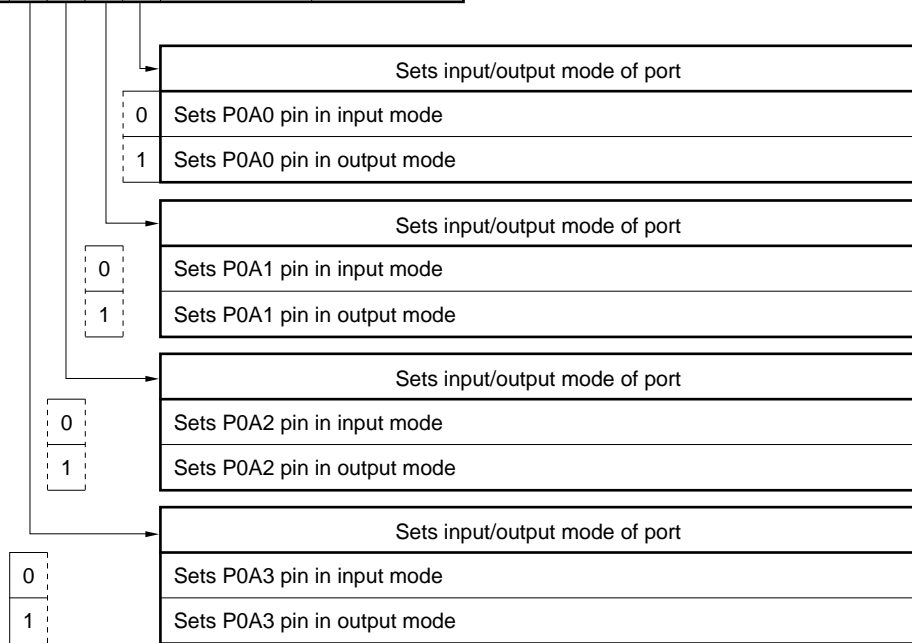 Sets input/output mode of port
0 Sets P0A0 pin in input mode
1 Sets P0A0 pin in output mode
Sets input/output mode of port
0 Sets P0A1 pin in input mode
1 Sets P0A1 pin in output mode
Sets input/output mode of port
0 Sets P0A2 pin in input mode
1 Sets P0A2 pin in output mode
Sets input/output mode of port
0 Sets P0A3 pin in input mode
1 Sets P0A3 pin in output mode